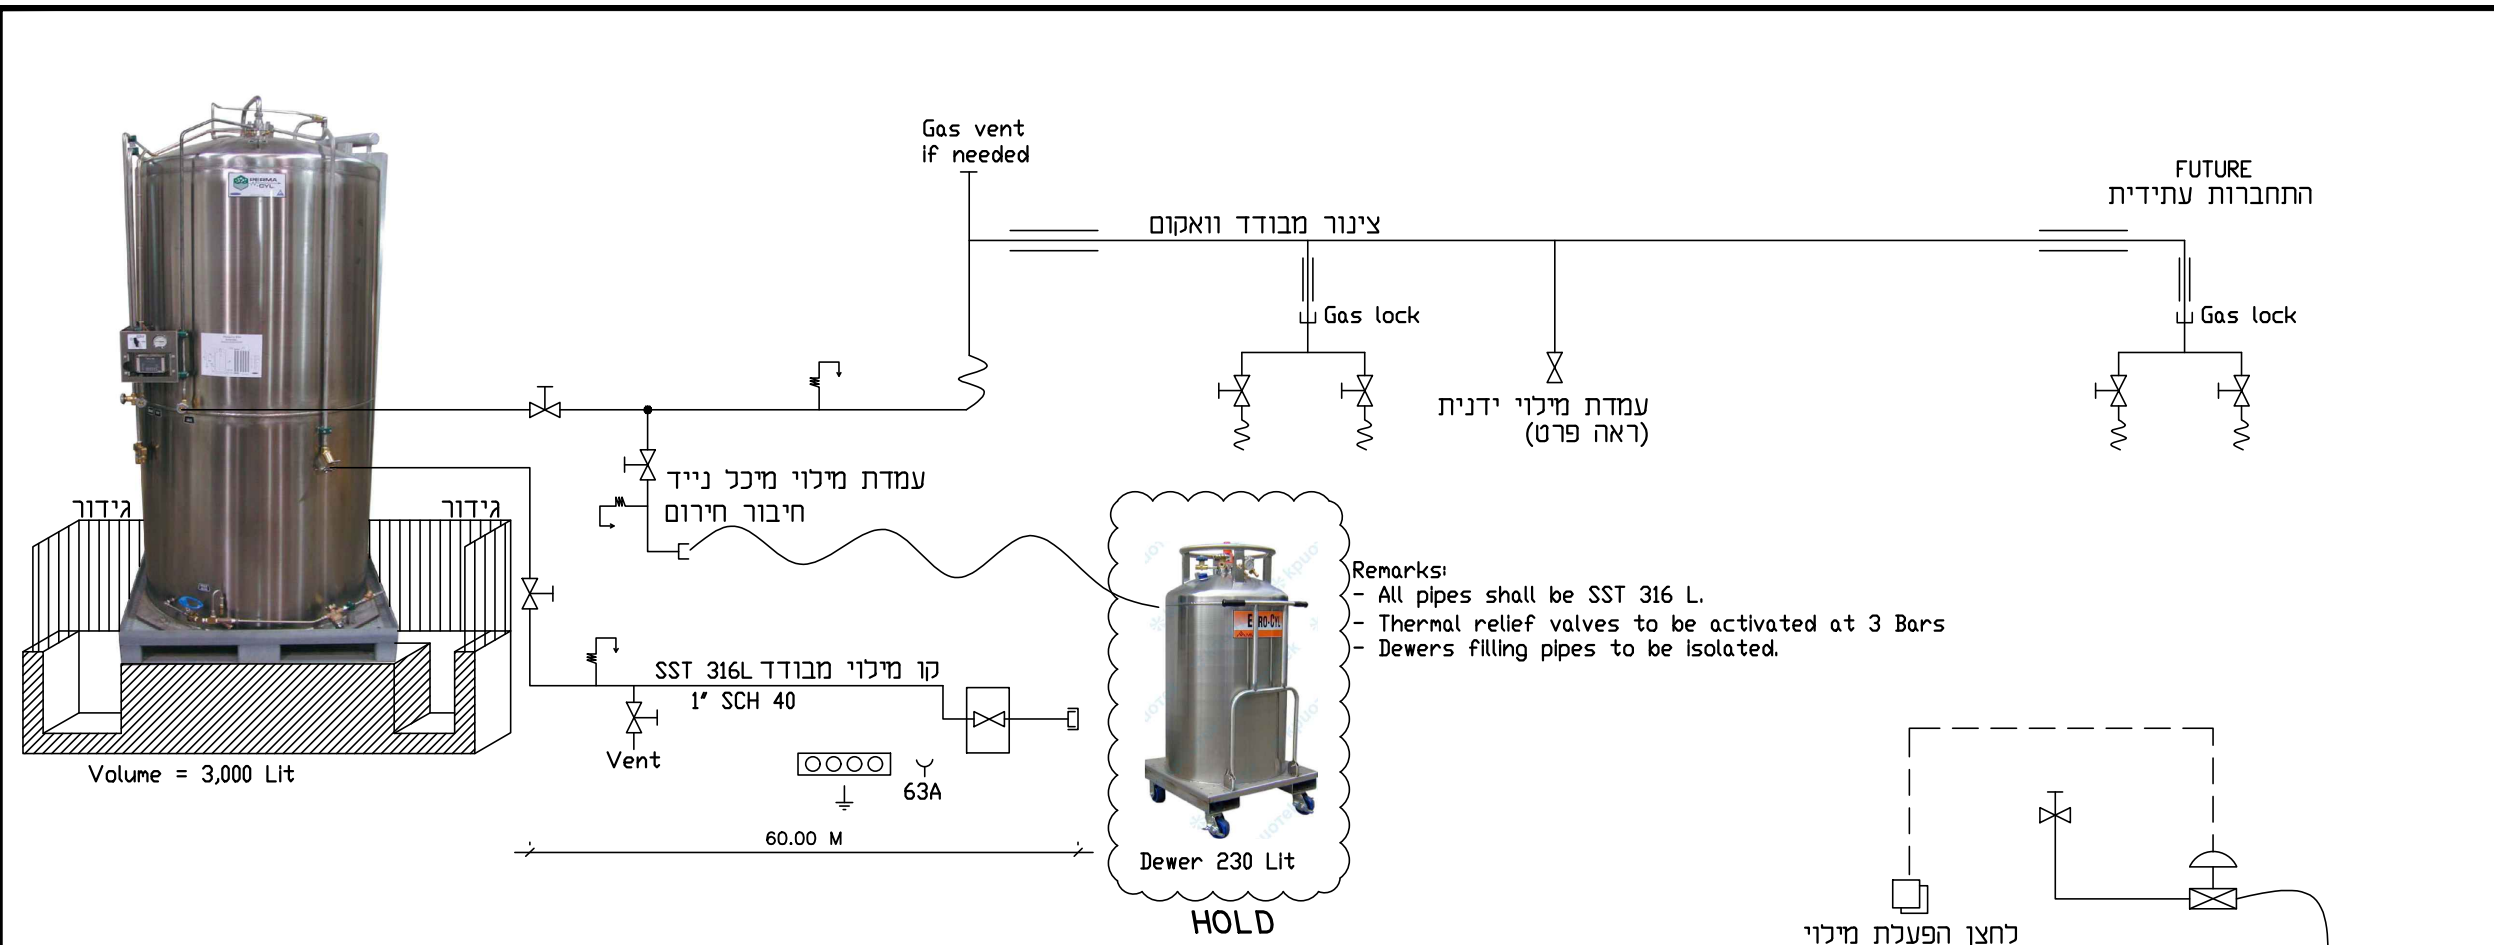 Gas vent
if needed
FUTURE
התחברות עתידית
צינור מבודד וואקום
PERMA
CYL
Gas lock
Gas lock
עמדת מילוי ידנית
(ראה פרט)
עמדת מילוי מיכל נייד
חיבור חירום
גידור
גידור
Remarks:
- All pipes shall be SST 316 L.
- Thermal relief valves to be activated at 3 Bars
- Dewers filling pipes to be isolated.
קו מילוי מבודד SST 316L
1" SCH 40
Vent
63A
Volume = 3,000 Lit
60.00 M
Dewer 230 Lit
HOLD
לחצן הפעלת מילוי